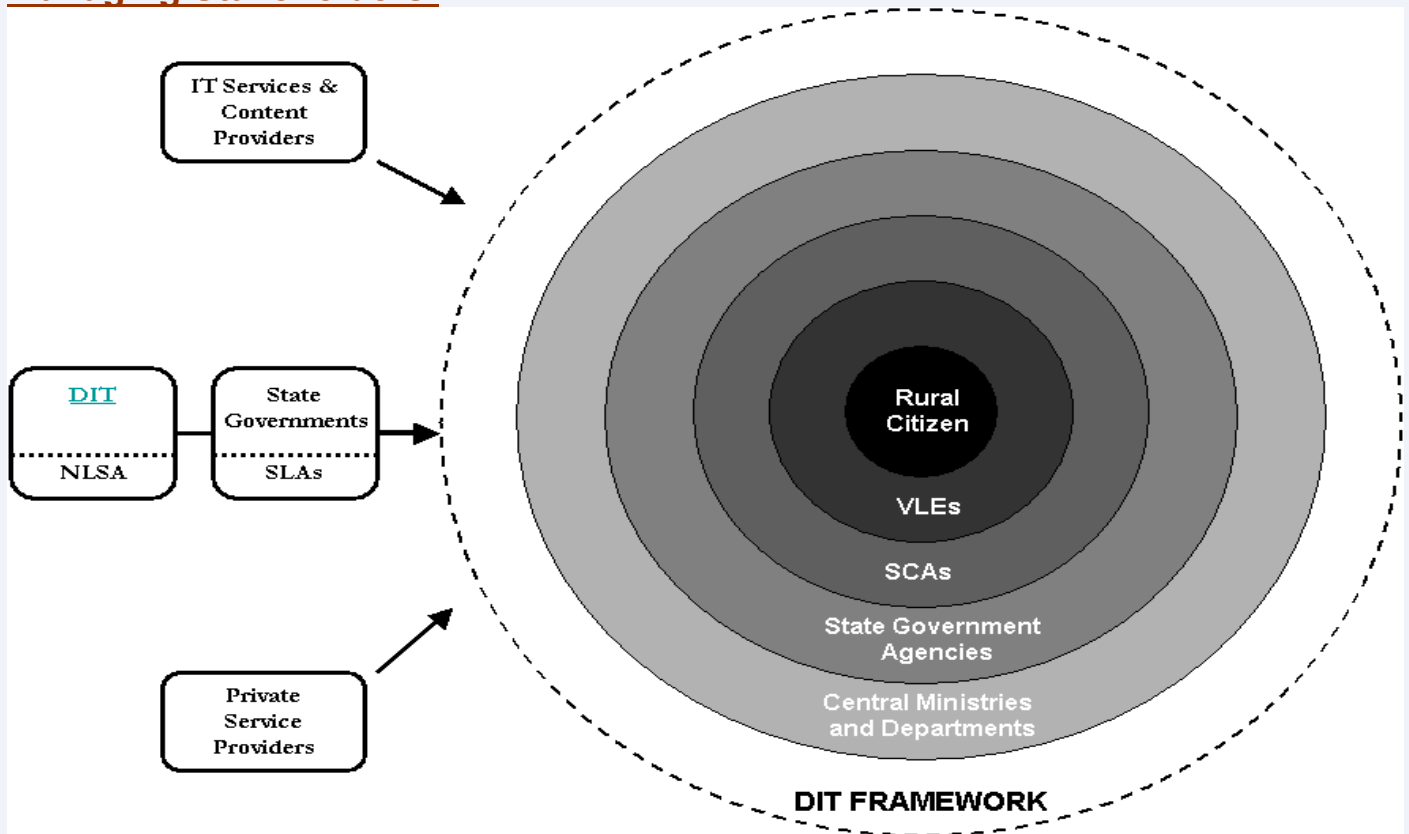 IT Services &
Content
Providers
DIT
NLSA
State
Governments
SLAs
Private
Service
Providers
Rural
Citizen
VLEs
SCAs
State Government
Agencies
Central Ministries
and Departments
DIT FRAMEWORK